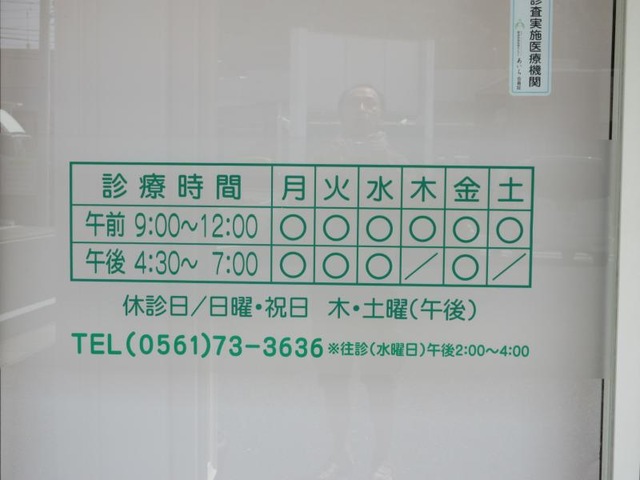 診査実施医療機関
診療時間 月 火 水 木 金 土
午前 9:00～12:00 ○ ○ ○ ○ ○ ○
午後 4:30～ 7:00 ○ ○ ○ ／ ○ ／
休診日／日曜・祝日 木・土曜(午後)
TEL(0561)73-3636 ※往診(水曜日)午後2:00～4:00